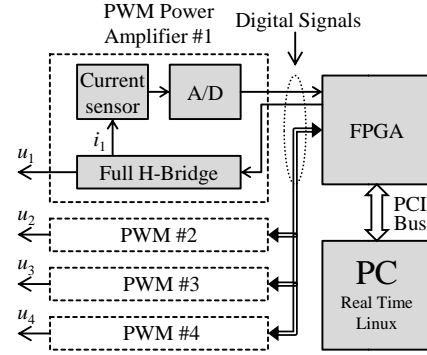 PWM Power
Amplifier #1
Digital Signals
Current
sensor
A/D
FPGA
i1
u1
Full H-Bridge
u2
PWM #2
PCI
Bus
u3
PWM #3
PC
Real Time
Linux
u4
PWM #4